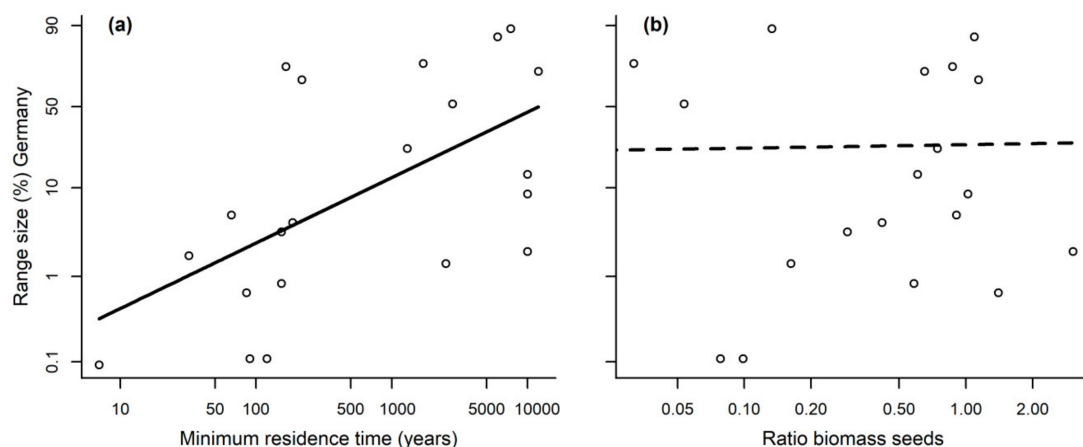 (a)
(b)
Range size (%) Germany
90
50
10
1
0.1
10 50 100 500 1000 5000 10000
0.05 0.10 0.20 0.50 1.00 2.00
Minimum residence time (years)
Ratio biomass seeds